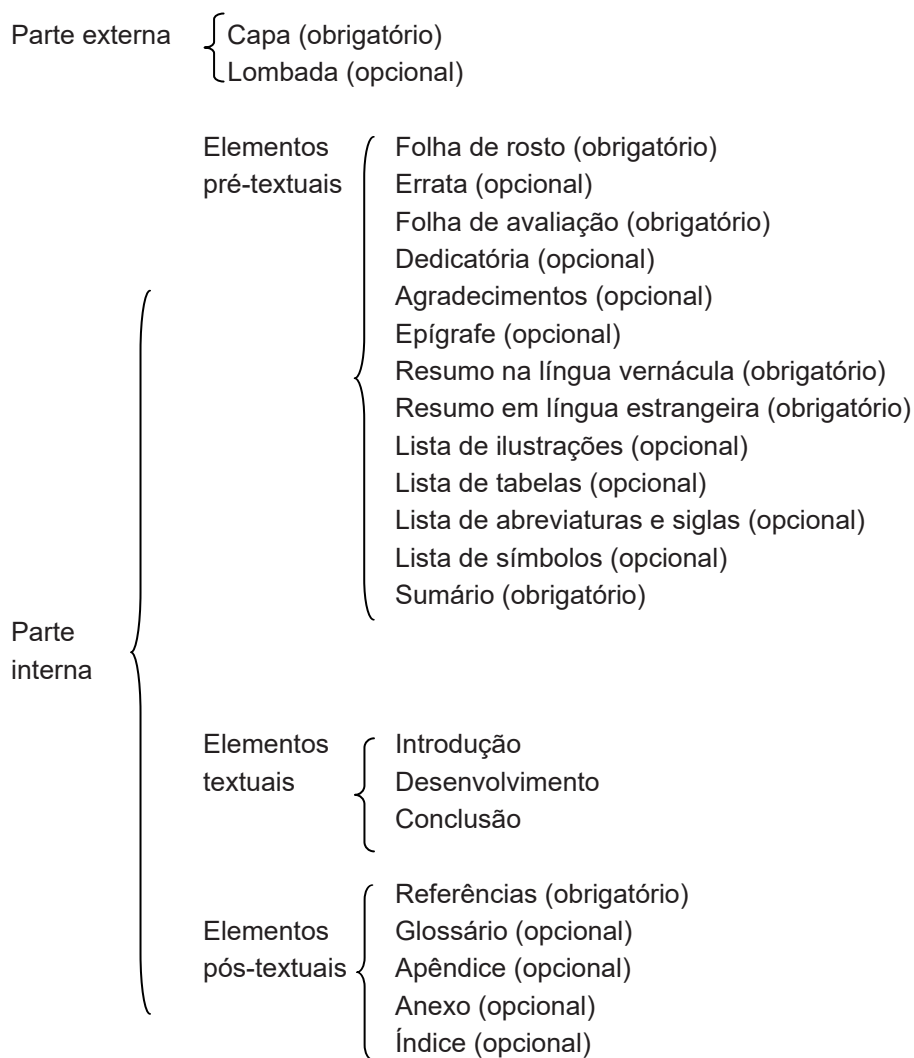 Parte externa
Capa (obrigatório)
Lombada (opcional)
Parte
interna
Elementos
pré-textuais
Folha de rosto (obrigatório)
Errata (opcional)
Folha de avaliação (obrigatório)
Dedicatória (opcional)
Agradecimentos (opcional)
Epígrafe (opcional)
Resumo na língua vernácula (obrigatório)
Resumo em língua estrangeira (obrigatório)
Lista de ilustrações (opcional)
Lista de tabelas (opcional)
Lista de abreviaturas e siglas (opcional)
Lista de símbolos (opcional)
Sumário (obrigatório)
Elementos
textuais
Introdução
Desenvolvimento
Conclusão
Elementos
pós-textuais
Referências (obrigatório)
Glossário (opcional)
Apêndice (opcional)
Anexo (opcional)
Índice (opcional)